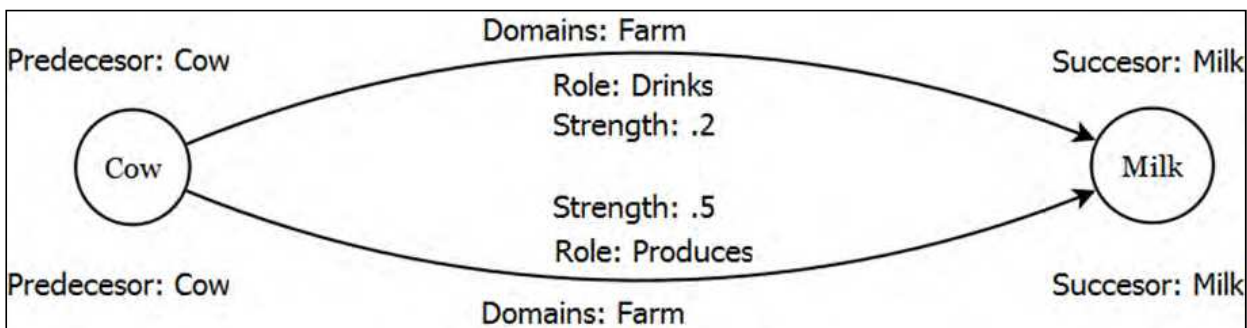 Domains: Farm
Predecesor: Cow
Succesor: Milk
Role: Drinks
Strength: .2
Cow
Milk
Strength: .5
Role: Produces
Predecesor: Cow
Succesor: Milk
Domains: Farm